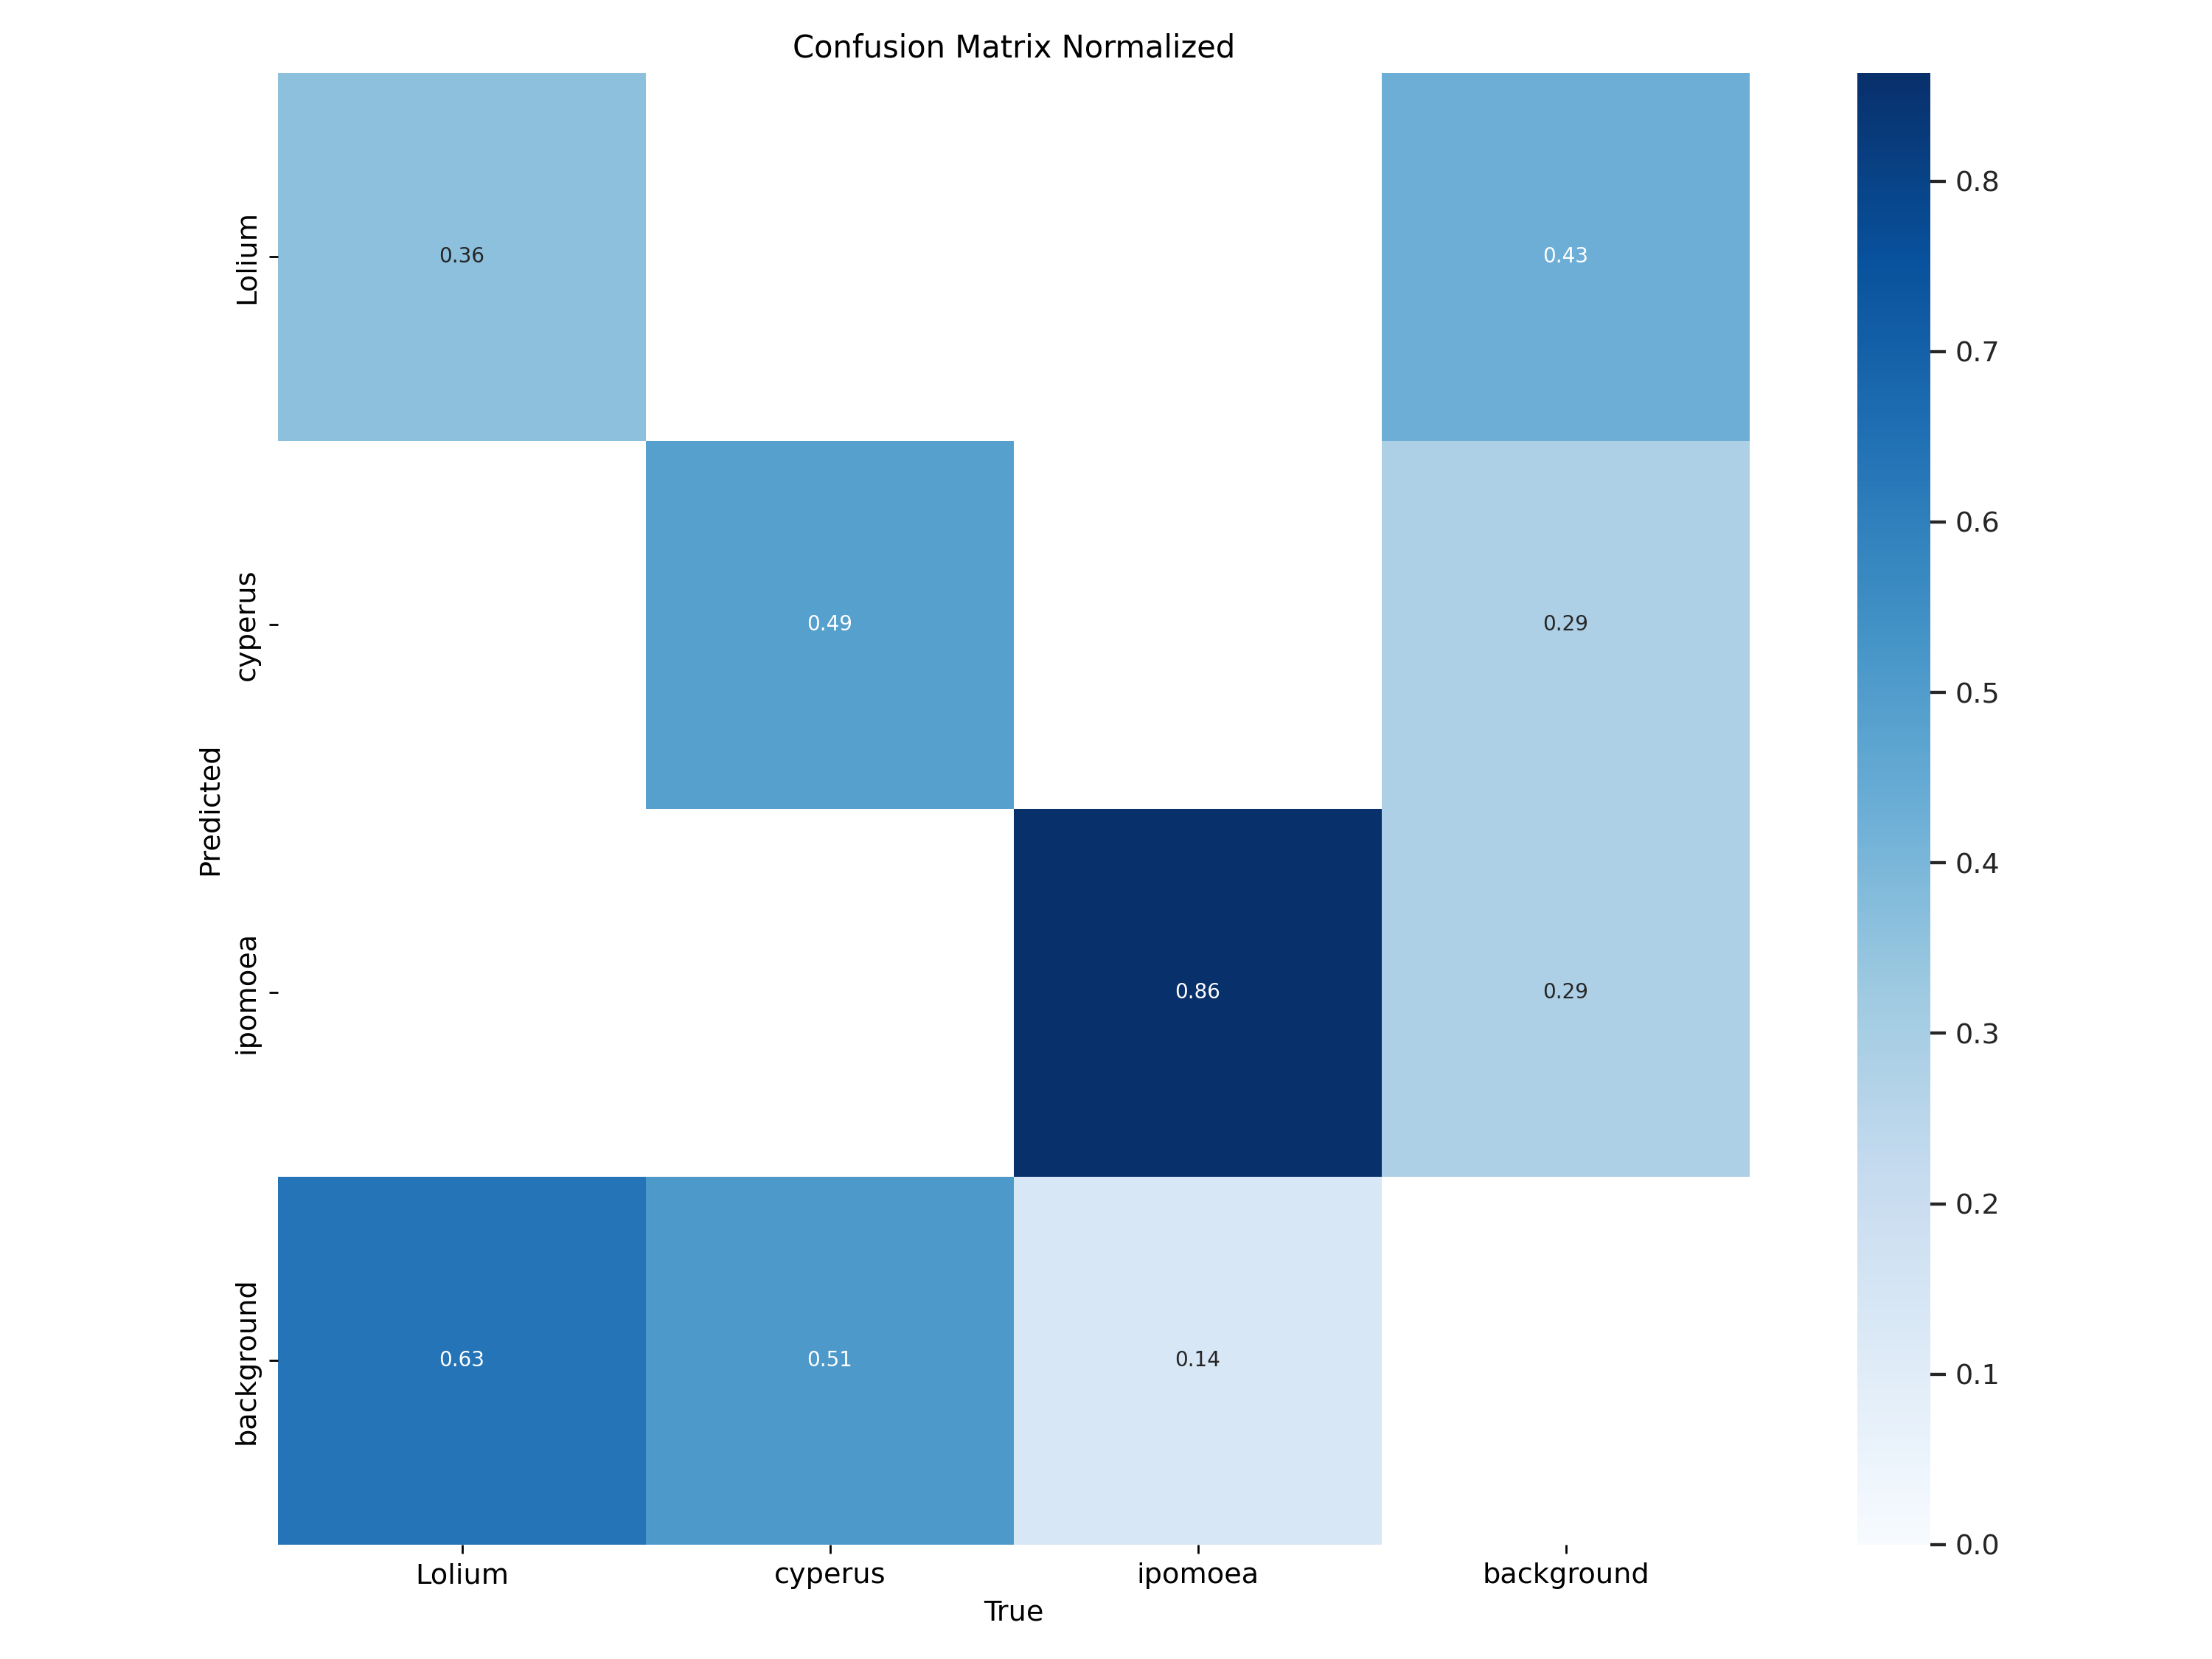 Confusion Matrix Normalized
Lolium
0.36
0.43
cyperus
0.49
0.29
Predicted
ipomoea
0.86
0.29
background
0.63
0.51
0.14
Lolium
cyperus
ipomoea
background
True
0.8
0.7
0.6
0.5
0.4
0.3
0.2
0.1
0.0